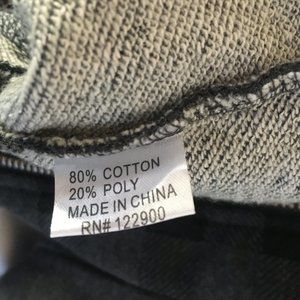 80% COTTON
20% POLY
MADE IN CHINA
RN# 122900